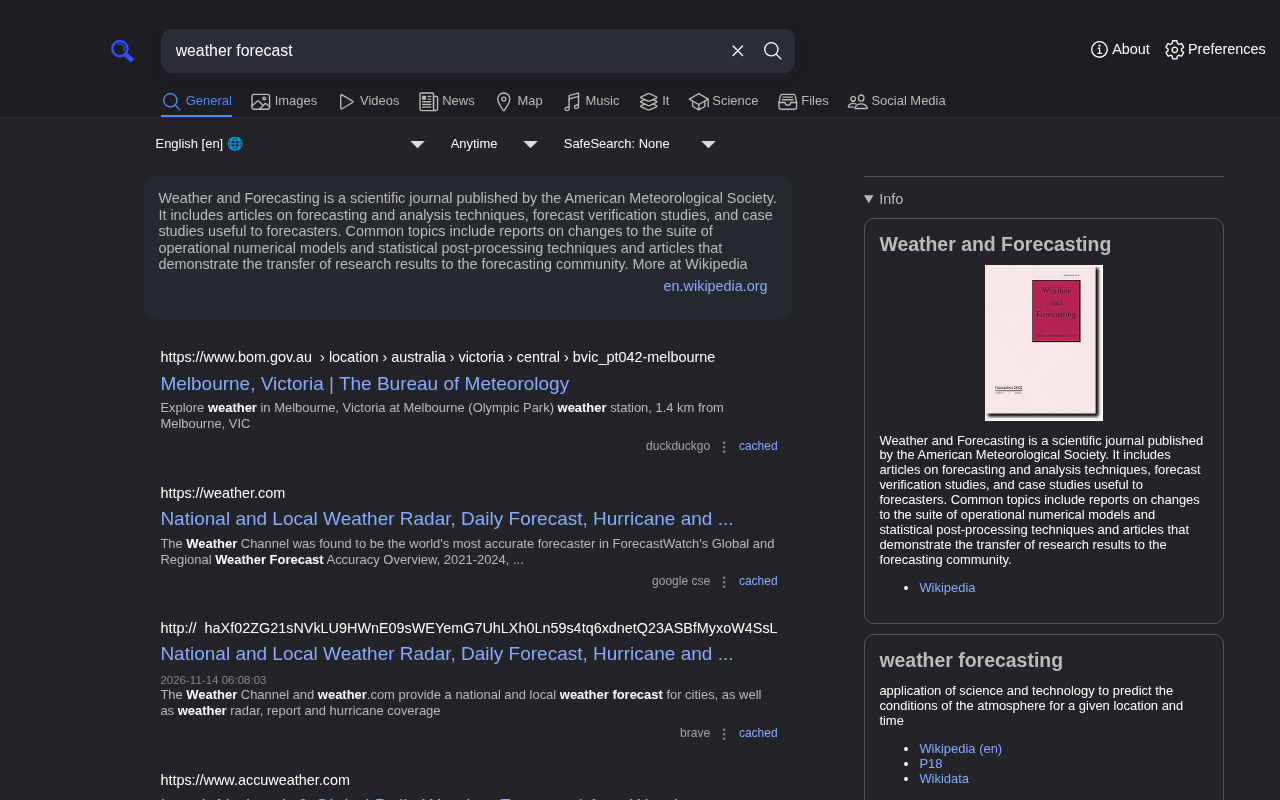 weather forecast
About
Preferences
General
Images
Videos
News
Map
Music
It
Science
Files
Social Media
English [en] 🌐
Anytime
SafeSearch: None
Weather and Forecasting is a scientific journal published by the American Meteorological Society.
It includes articles on forecasting and analysis techniques, forecast verification studies, and case
studies useful to forecasters. Common topics include reports on changes to the suite of
operational numerical models and statistical post-processing techniques and articles that
demonstrate the transfer of research results to the forecasting community. More at Wikipedia
en.wikipedia.org
https://www.bom.gov.au › location › australia › victoria › central › bvic_pt042-melbourne
Melbourne, Victoria | The Bureau of Meteorology
Explore weather in Melbourne, Victoria at Melbourne (Olympic Park) weather station, 1.4 km from
Melbourne, VIC
duckduckgo
cached
https://weather.com
National and Local Weather Radar, Daily Forecast, Hurricane and ...
The Weather Channel was found to be the world's most accurate forecaster in ForecastWatch's Global and
Regional Weather Forecast Accuracy Overview, 2021-2024, ...
google cse
cached
http:// haXf02ZG21sNVkLU9HWnE09sWEYemG7UhLXh0Ln59s4tq6xdnetQ23ASBfMyxoW4SsL
National and Local Weather Radar, Daily Forecast, Hurricane and ...
2026-11-14 06:08:03
The Weather Channel and weather.com provide a national and local weather forecast for cities, as well
as weather radar, report and hurricane coverage
brave
cached
https://www.accuweather.com
Info
Weather and Forecasting
Weather
and
Forecasting
Weather and Forecasting is a scientific journal published
by the American Meteorological Society. It includes
articles on forecasting and analysis techniques, forecast
verification studies, and case studies useful to
forecasters. Common topics include reports on changes
to the suite of operational numerical models and
statistical post-processing techniques and articles that
demonstrate the transfer of research results to the
forecasting community.
Wikipedia
weather forecasting
application of science and technology to predict the
conditions of the atmosphere for a given location and
time
Wikipedia (en)
P18
Wikidata